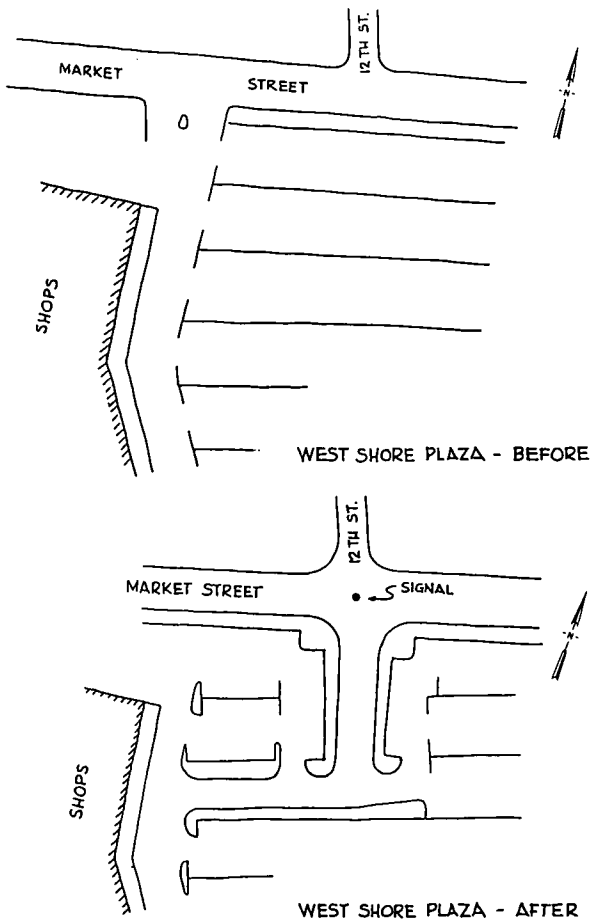 12TH ST.
MARKET STREET
N
SHOPS
WEST SHORE PLAZA - BEFORE
12TH ST.
MARKET STREET
SIGNAL
N
SHOPS
WEST SHORE PLAZA - AFTER